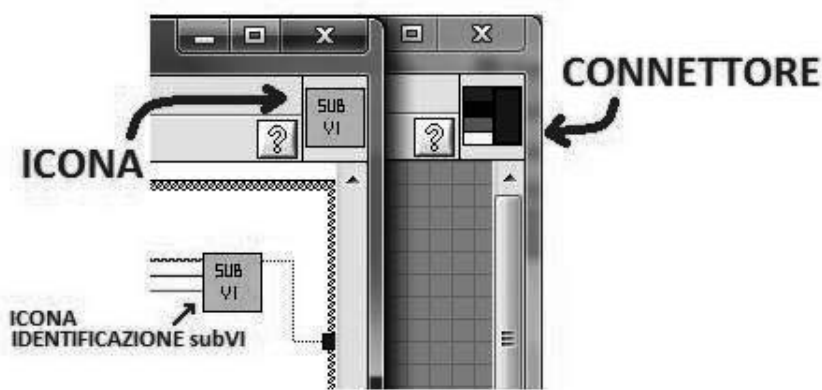 SUB
VI
?
?
CONNETTORE
ICONA
SUB
VI
ICONA
IDENTIFICAZIONE subVI